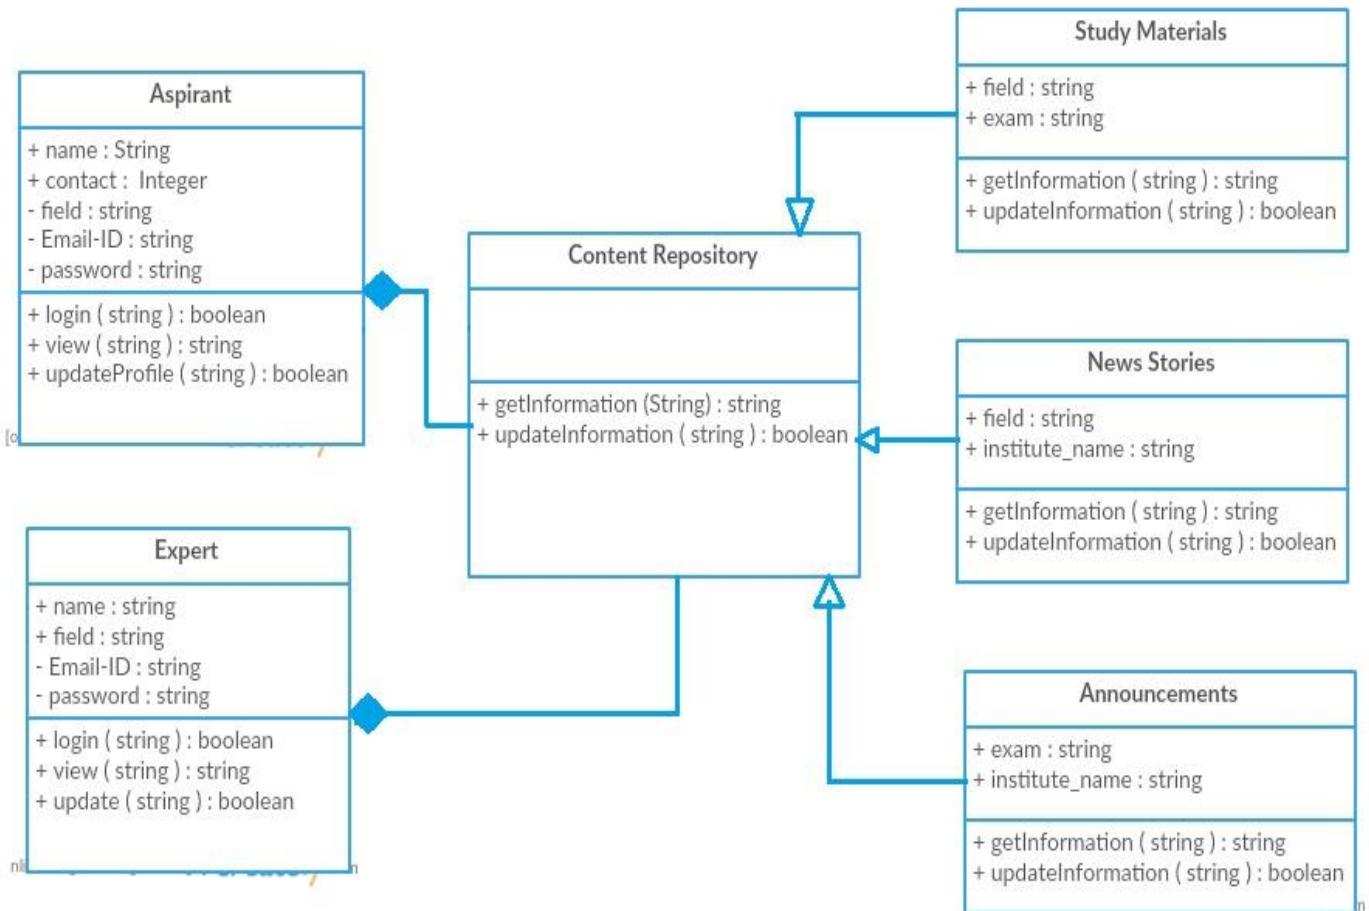 Aspirant
+ name : String
+ contact : Integer
- field : string
- Email-ID : string
- password : string
+ login ( string ) : boolean
+ view ( string ) : string
+ updateProfile ( string ) : boolean
Expert
+ name : string
+ field : string
- Email-ID : string
- password : string
+ login ( string ) : boolean
+ view ( string ) : string
+ update ( string ) : boolean
Content Repository
+ getInformation (String) : string
+ updateInformation ( string ) : boolean
Study Materials
+ field : string
+ exam : string
+ getInformation ( string ) : string
+ updateInformation ( string ) : boolean
News Stories
+ field : string
+ institute_name : string
+ getInformation ( string ) : string
+ updateInformation ( string ) : boolean
Announcements
+ exam : string
+ institute_name : string
+ getInformation ( string ) : string
+ updateInformation ( string ) : boolean